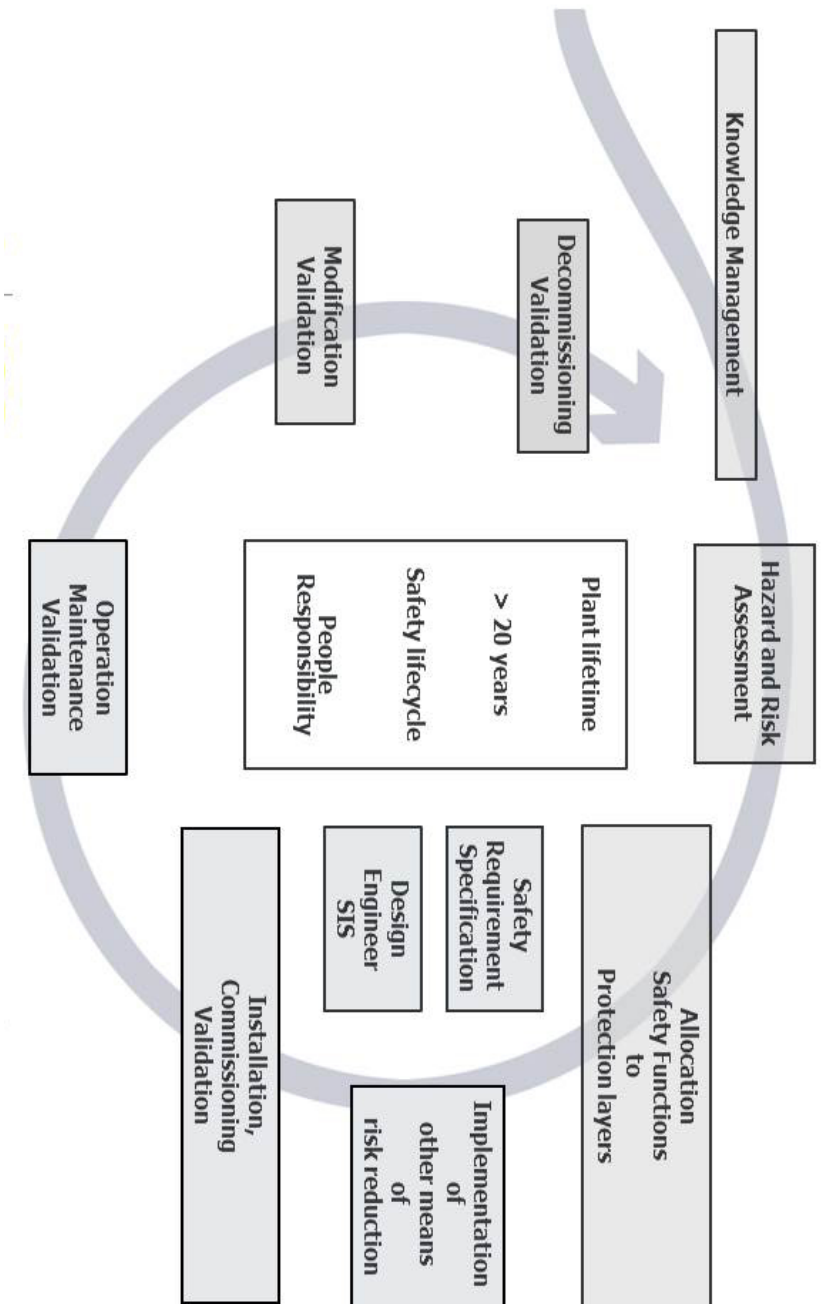 Knowledge Management
Hazard and Risk
Assessment
Allocation
Safety Functions
to
Protection layers
Decommissioning
Validation
Plant lifetime
> 20 years
Safety lifecycle
People
Responsibility
Safety
Requirement
Specification
Design
Engineer
SIS
Implementation
of
other means
of
risk reduction
Modification
Validation
Installation,
Commissioning
Validation
Operation
Maintenance
Validation